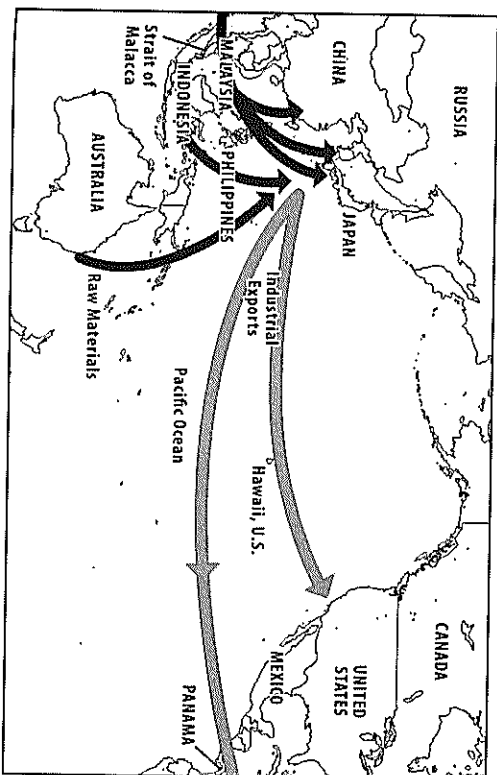 RUSSIA
CHINA
JAPAN
MALAYSIA
PHILIPPINES
INDONESIA
Strait of
Malacca
AUSTRALIA
Raw Materials
Industrial
Exports
Pacific Ocean
Hawaii, U.S.
CANADA
UNITED
STATES
MEXICO
PANAMA